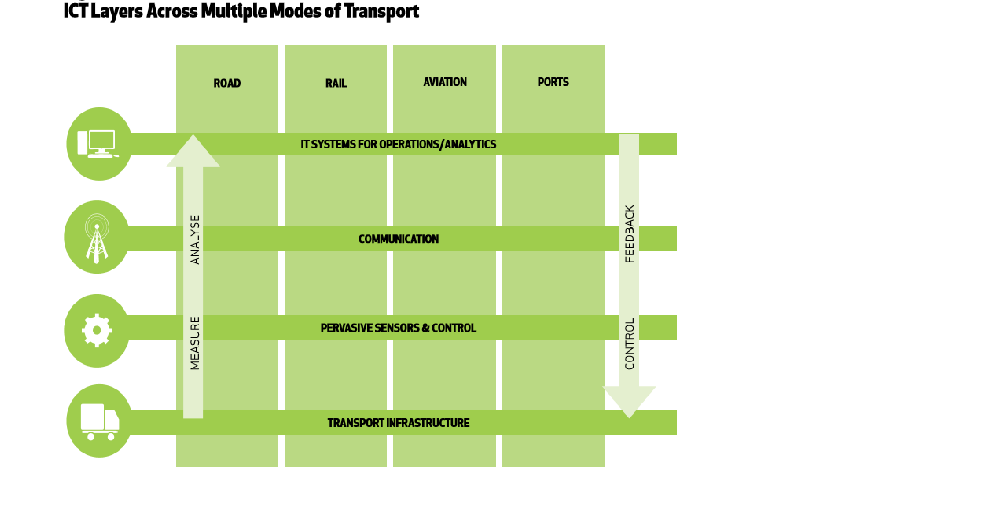 ICT Layers Across Multiple Modes of Transport
ROAD
RAIL
AVIATION
PORTS
IT SYSTEMS FOR OPERATIONS/ANALYTICS
ANALYSE
FEEDBACK
COMMUNICATION
PERVASIVE SENSORS & CONTROL
MEASURE
CONTROL
TRANSPORT INFRASTRUCTURE